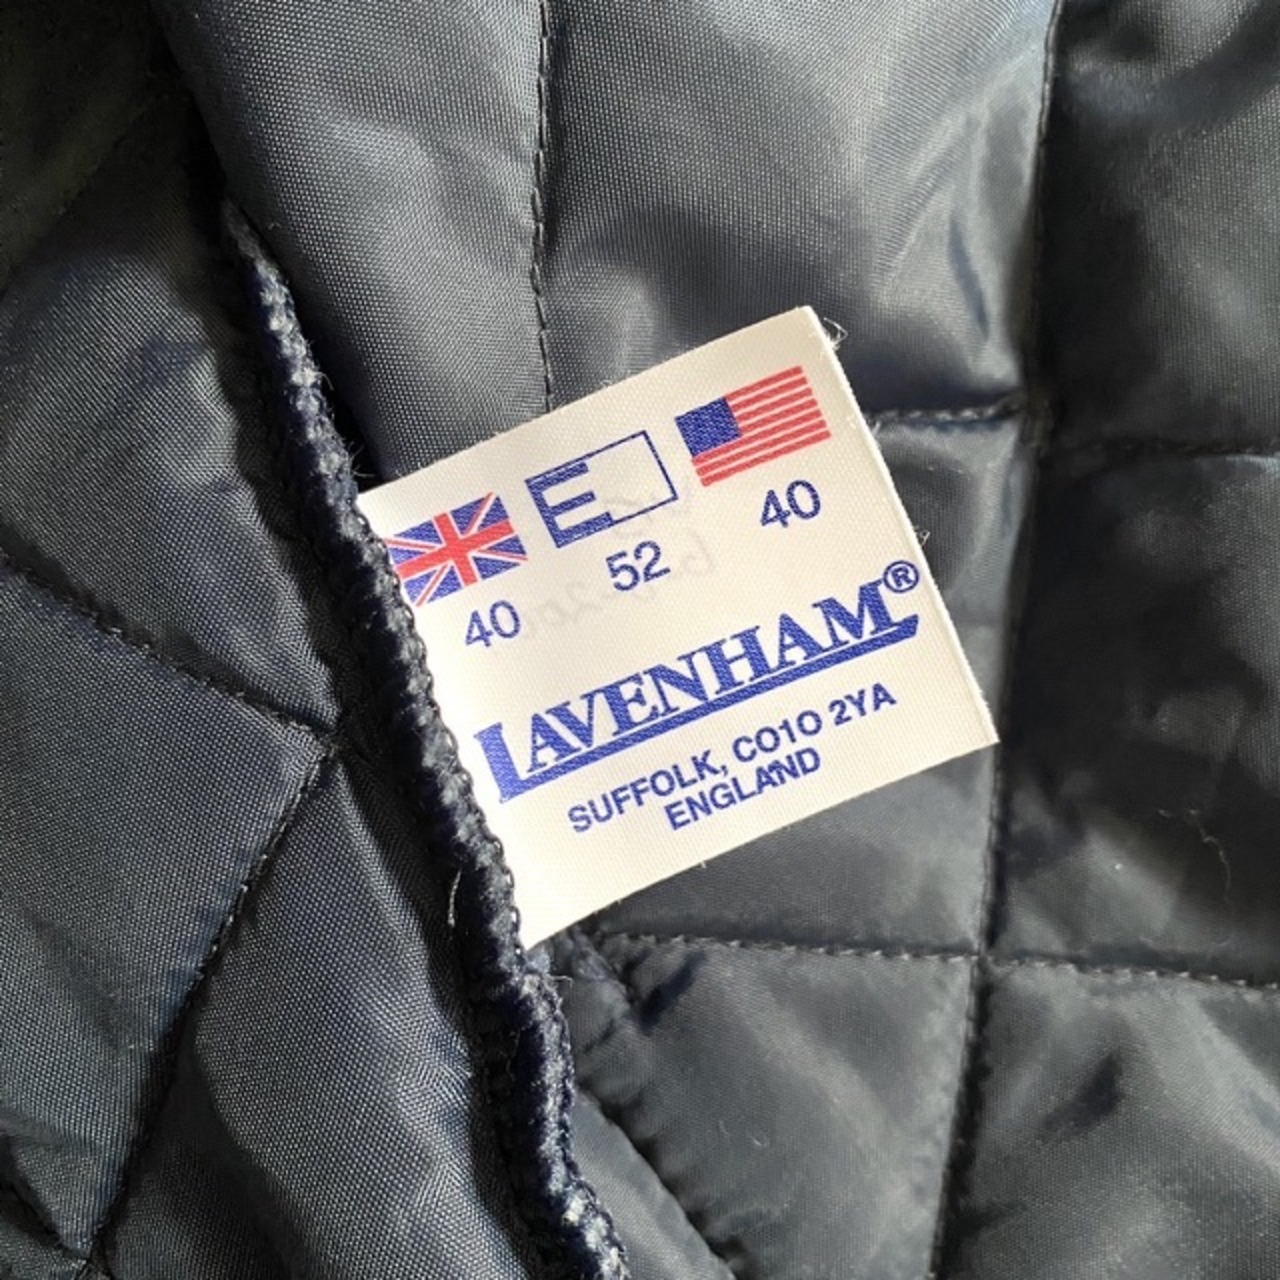 E
40 52 40
LAVENHAM®
SUFFOLK, CO10 2YA
ENGLAND